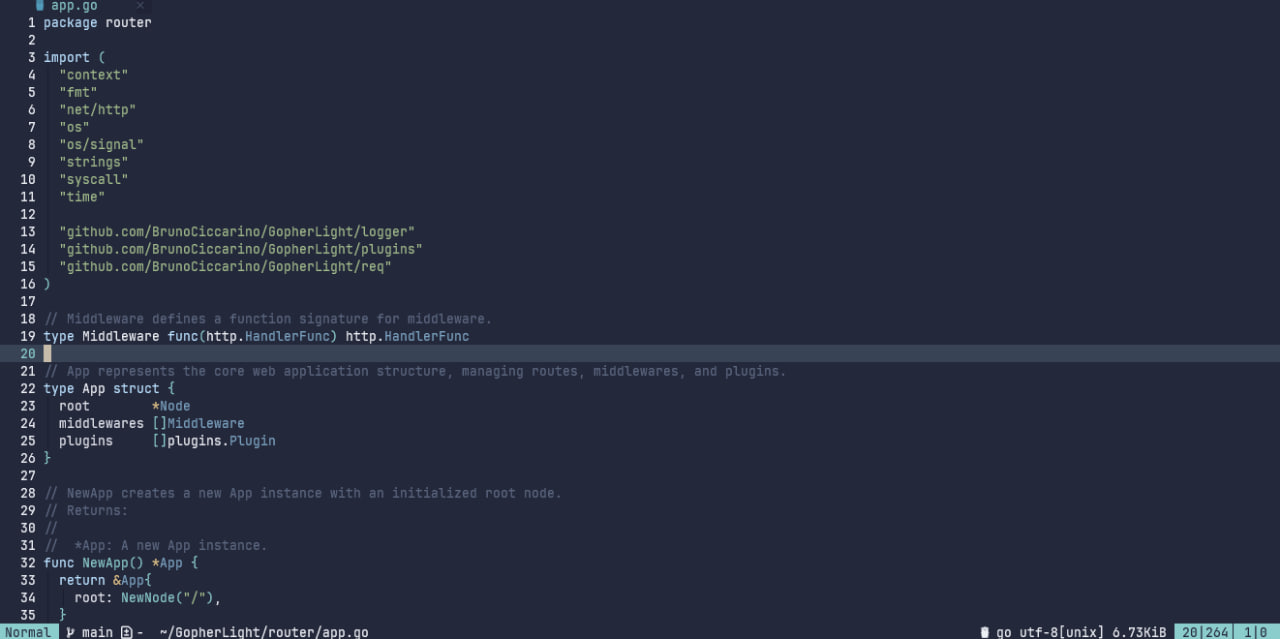 app.go ×
1 package router
2
3 import (
4 "context"
5 "fmt"
6 "net/http"
7 "os"
8 "os/signal"
9 "strings"
10 "syscall"
11 "time"
12
13 "github.com/BrunoCiccarino/GopherLight/logger"
14 "github.com/BrunoCiccarino/GopherLight/plugins"
15 "github.com/BrunoCiccarino/GopherLight/req"
16 )
17
18 // Middleware defines a function signature for middleware.
19 type Middleware func(http.HandlerFunc) http.HandlerFunc
20
21 // App represents the core web application structure, managing routes, middlewares, and plugins.
22 type App struct {
23 root *Node
24 middlewares []Middleware
25 plugins []plugins.Plugin
26 }
27
28 // NewApp creates a new App instance with an initialized root node.
29 // Returns:
30 //
31 // *App: A new App instance.
32 func NewApp() *App {
33 return &App{
34 root: NewNode("/"),
35 }
Normal main - ~/GopherLight/router/app.go go utf-8[unix] 6.73KiB 20|264 1|0